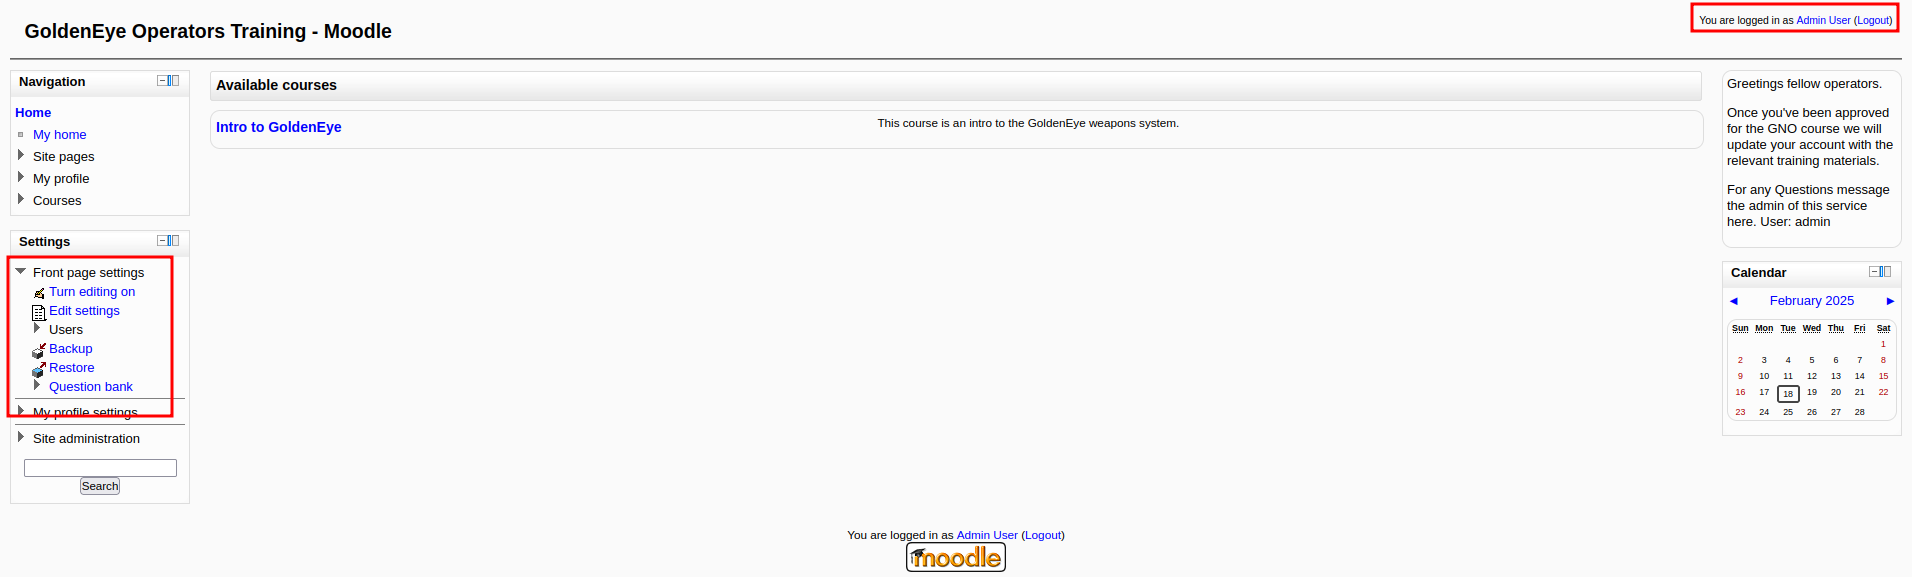 GoldenEye Operators Training - Moodle
You are logged in as Admin User (Logout)
Navigation
Home
My home
Site pages
My profile
Courses
Settings
Front page settings
Turn editing on
Edit settings
Users
Backup
Restore
Question bank
My profile settings
Site administration
Search
Available courses
Intro to GoldenEye
This course is an intro to the GoldenEye weapons system.
Greetings fellow operators.
Once you've been approved
for the GNO course we will
update your account with the
relevant training materials.
For any Questions message
the admin of this service
here. User: admin
Calendar
◄ February 2025 ►
Sun Mon Tue Wed Thu Fri Sat
1
2 3 4 5 6 7 8
9 10 11 12 13 14 15
16 17 18 19 20 21 22
23 24 25 26 27 28
You are logged in as Admin User (Logout)
moodle